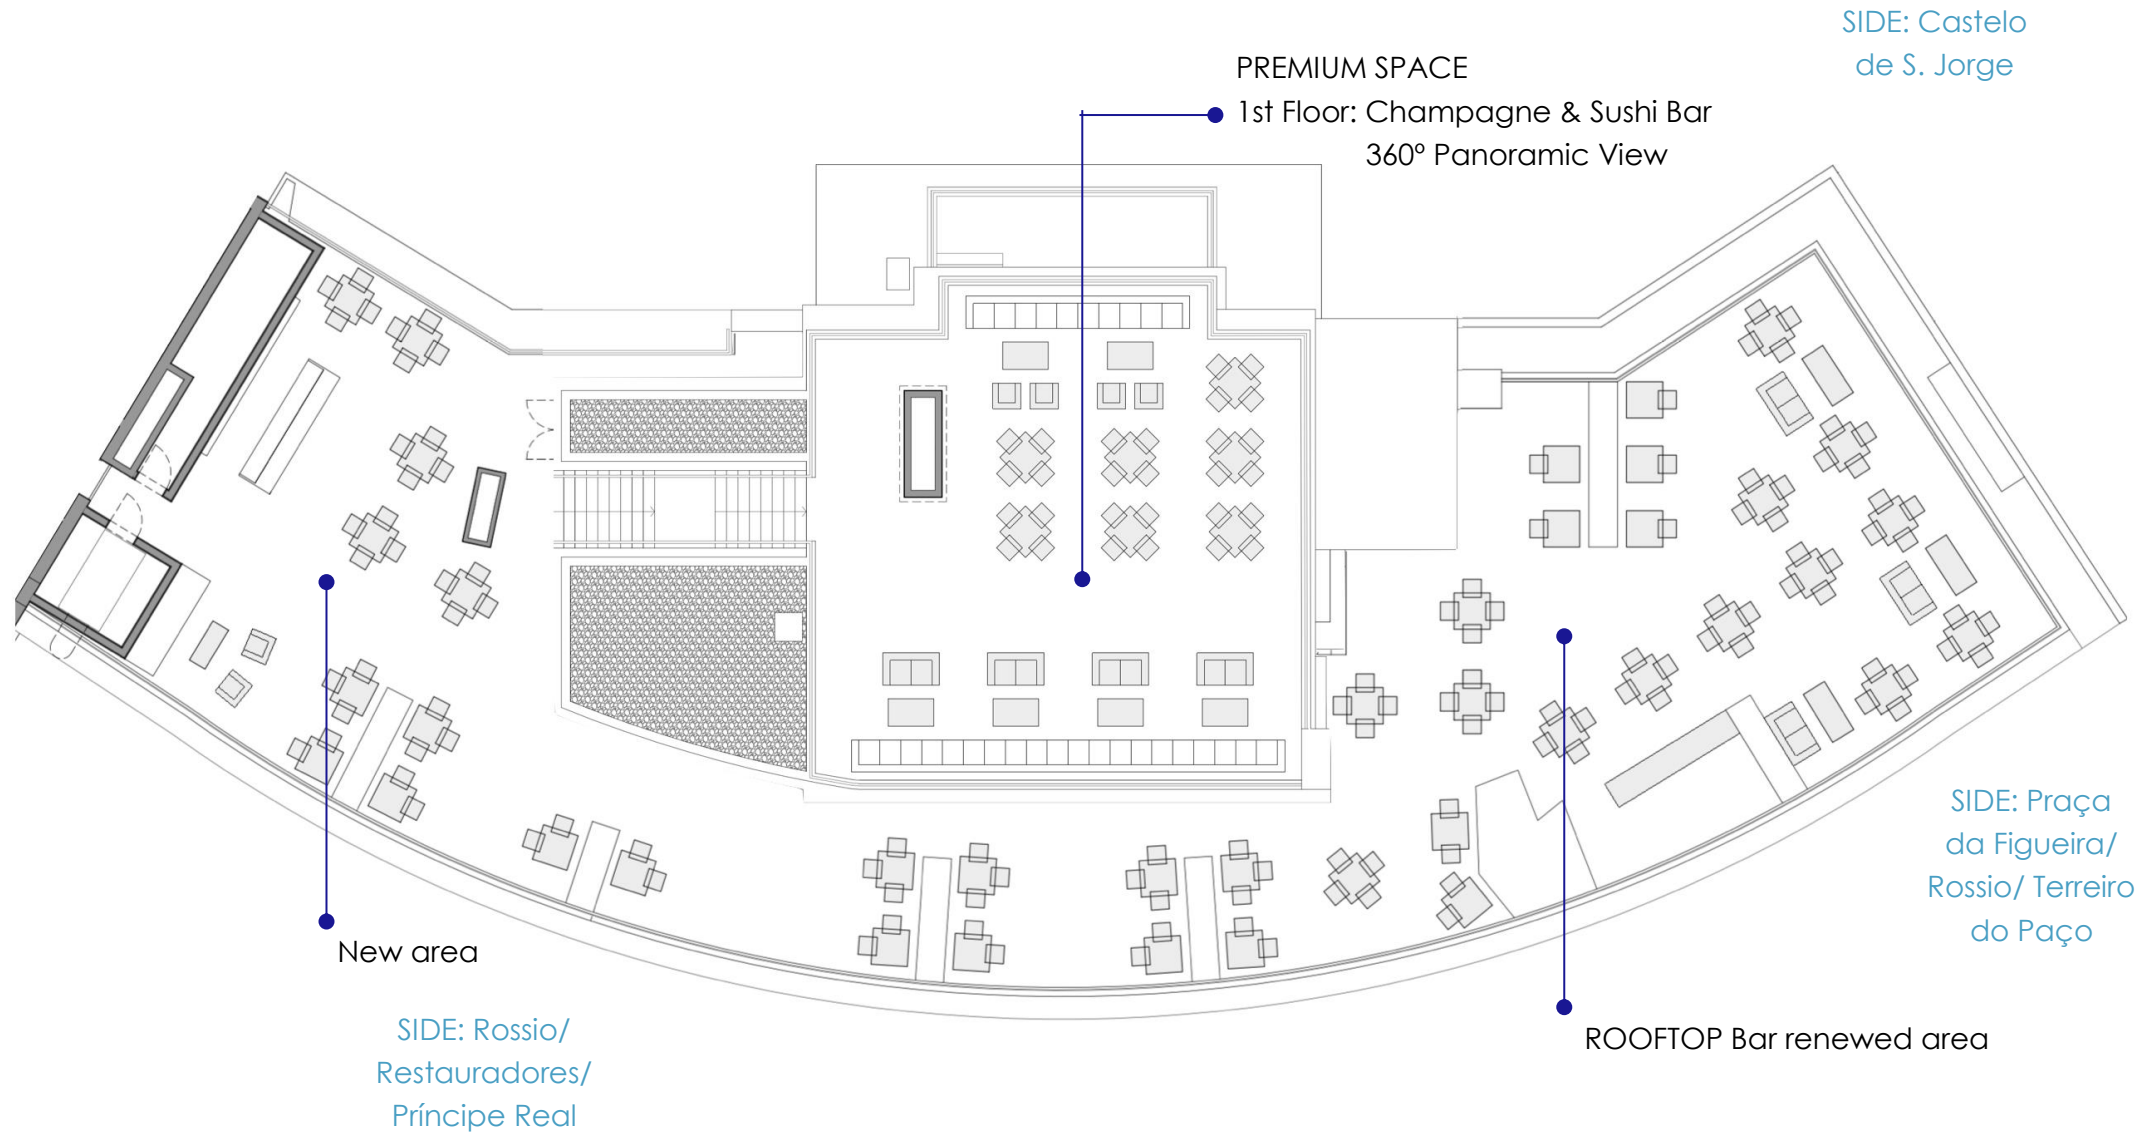 SIDE: Castelo
de S. Jorge
PREMIUM SPACE
1st Floor: Champagne & Sushi Bar
360º Panoramic View
SIDE: Praça
da Figueira/
Rossio/ Terreiro
do Paço
New area
SIDE: Rossio/
Restauradores/
Príncipe Real
ROOFTOP Bar renewed area